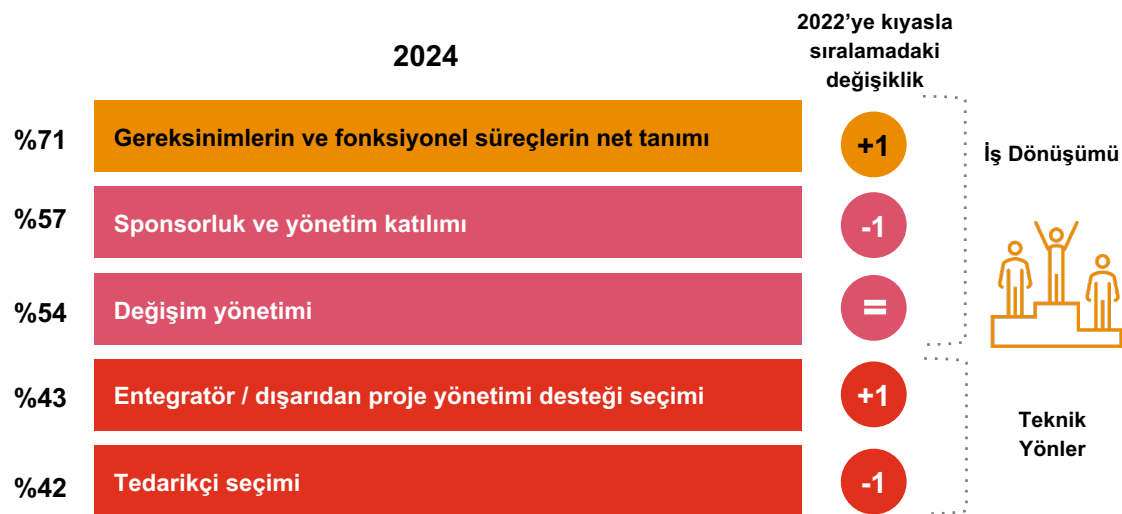 2024
2022'ye kıyasla
sıralamadaki
değişiklik
%71
Gereksinimlerin ve fonksiyonel süreçlerin net tanımı
+1
İş Dönüşümü
%57
Sponsorluk ve yönetim katılımı
-1
%54
Değişim yönetimi
=
%43
Entegratör / dışarıdan proje yönetimi desteği seçimi
+1
Teknik
Yönler
%42
Tedarikçi seçimi
-1